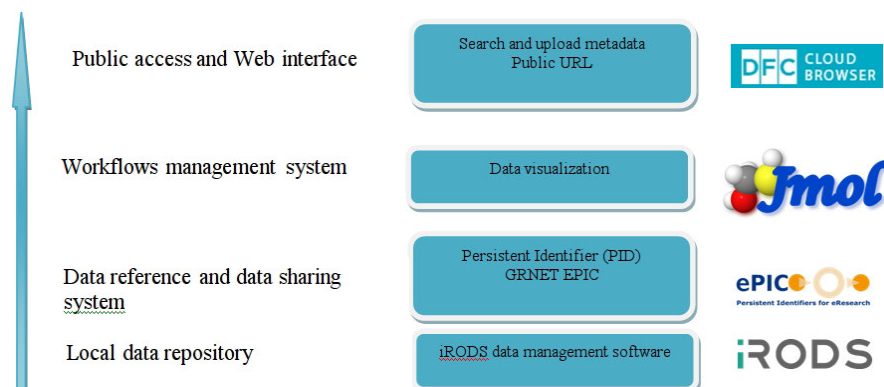 Public access and Web interface
Search and upload metadata
Public URL
DFC CLOUD
BROWSER
Workflows management system
Data visualization
Jmol
Data reference and data sharing
system
Persistent Identifier (PID)
GRNET EPIC
ePIC
Persistent Identifiers for eResearch
Local data repository
iRODS data management software
iRODS